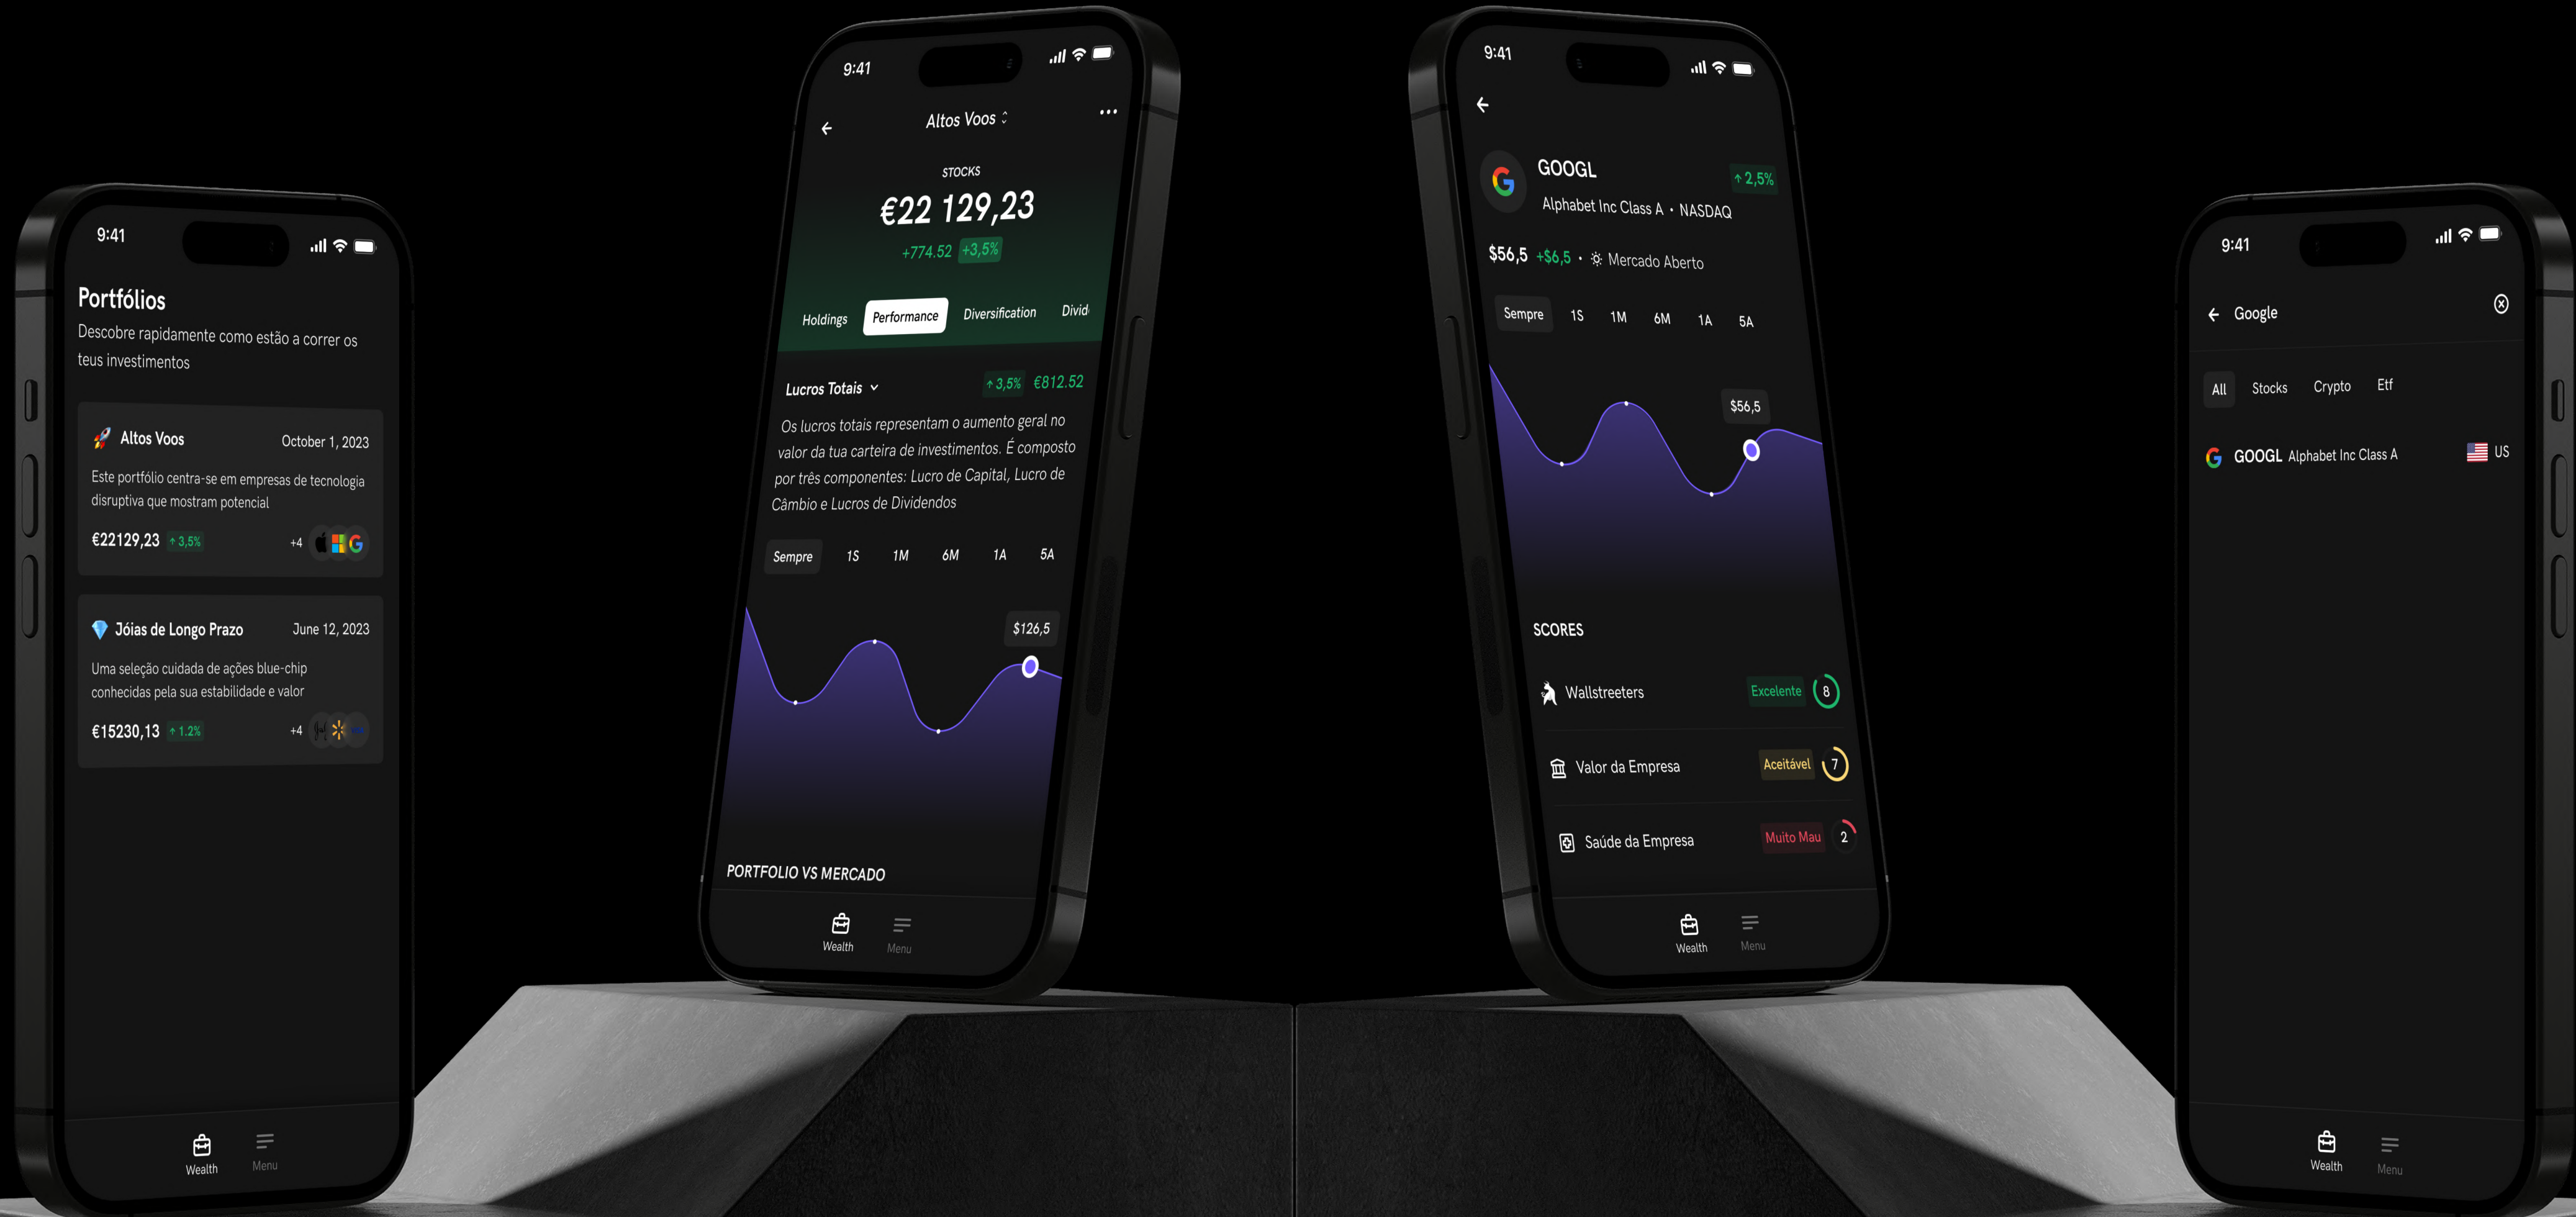 9:41
Portfólios
Descobre rapidamente como estão a correr os
teus investimentos
Altos Voos October 1, 2023
Este portfólio centra-se em empresas de tecnologia
disruptiva que mostram potencial
€22129,23 ↑ 3,5% +4
Jóias de Longo Prazo June 12, 2023
Uma seleção cuidada de ações blue-chip
conhecidas pela sua estabilidade e valor
€15230,13 ↑ 1.2% +4
Wealth Menu
9:41
Altos Voos
STOCKS
€22 129,23
+774.52 +3,5%
Holdings Performance Diversification Divid
Lucros Totais ↑ 3,5% €812.52
Os lucros totais representam o aumento geral no
valor da tua carteira de investimentos. É composto
por três componentes: Lucro de Capital, Lucro de
Câmbio e Lucros de Dividendos
Sempre 1S 1M 6M 1A 5A
$126,5
PORTFOLIO VS MERCADO
Wealth Menu
9:41
GOOGL ↑ 2,5%
Alphabet Inc Class A • NASDAQ
$56,5 +$6,5 • Mercado Aberto
Sempre 1S 1M 6M 1A 5A
$56,5
SCORES
Wallstreeters Excelente 8
Valor da Empresa Aceitável 7
Saúde da Empresa Muito Mau 2
Wealth Menu
9:41
Google
All Stocks Crypto Etf
GOOGL Alphabet Inc Class A US
Wealth Menu